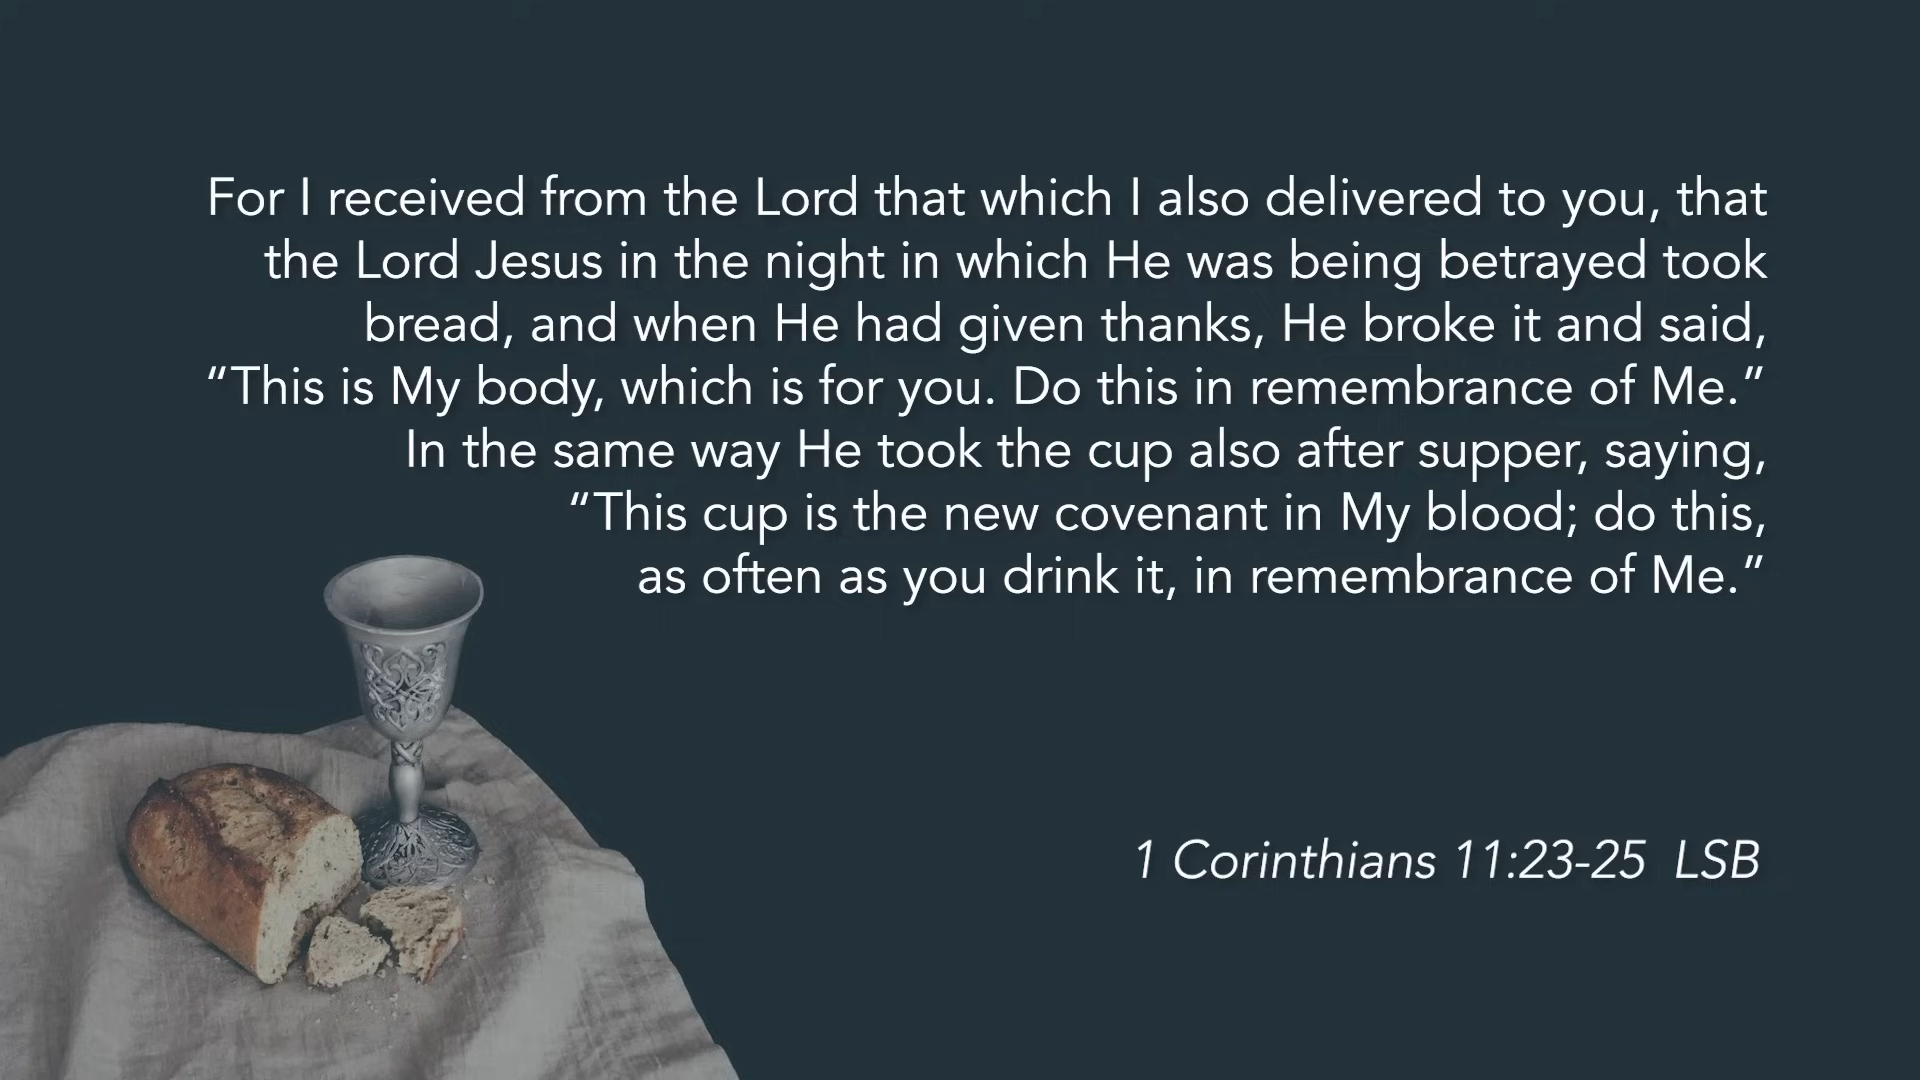 For I received from the Lord that which I also delivered to you, that
the Lord Jesus in the night in which He was being betrayed took
bread, and when He had given thanks, He broke it and said,
“This is My body, which is for you. Do this in remembrance of Me.”
In the same way He took the cup also after supper, saying,
“This cup is the new covenant in My blood; do this,
as often as you drink it, in remembrance of Me.”
1 Corinthians 11:23-25 LSB